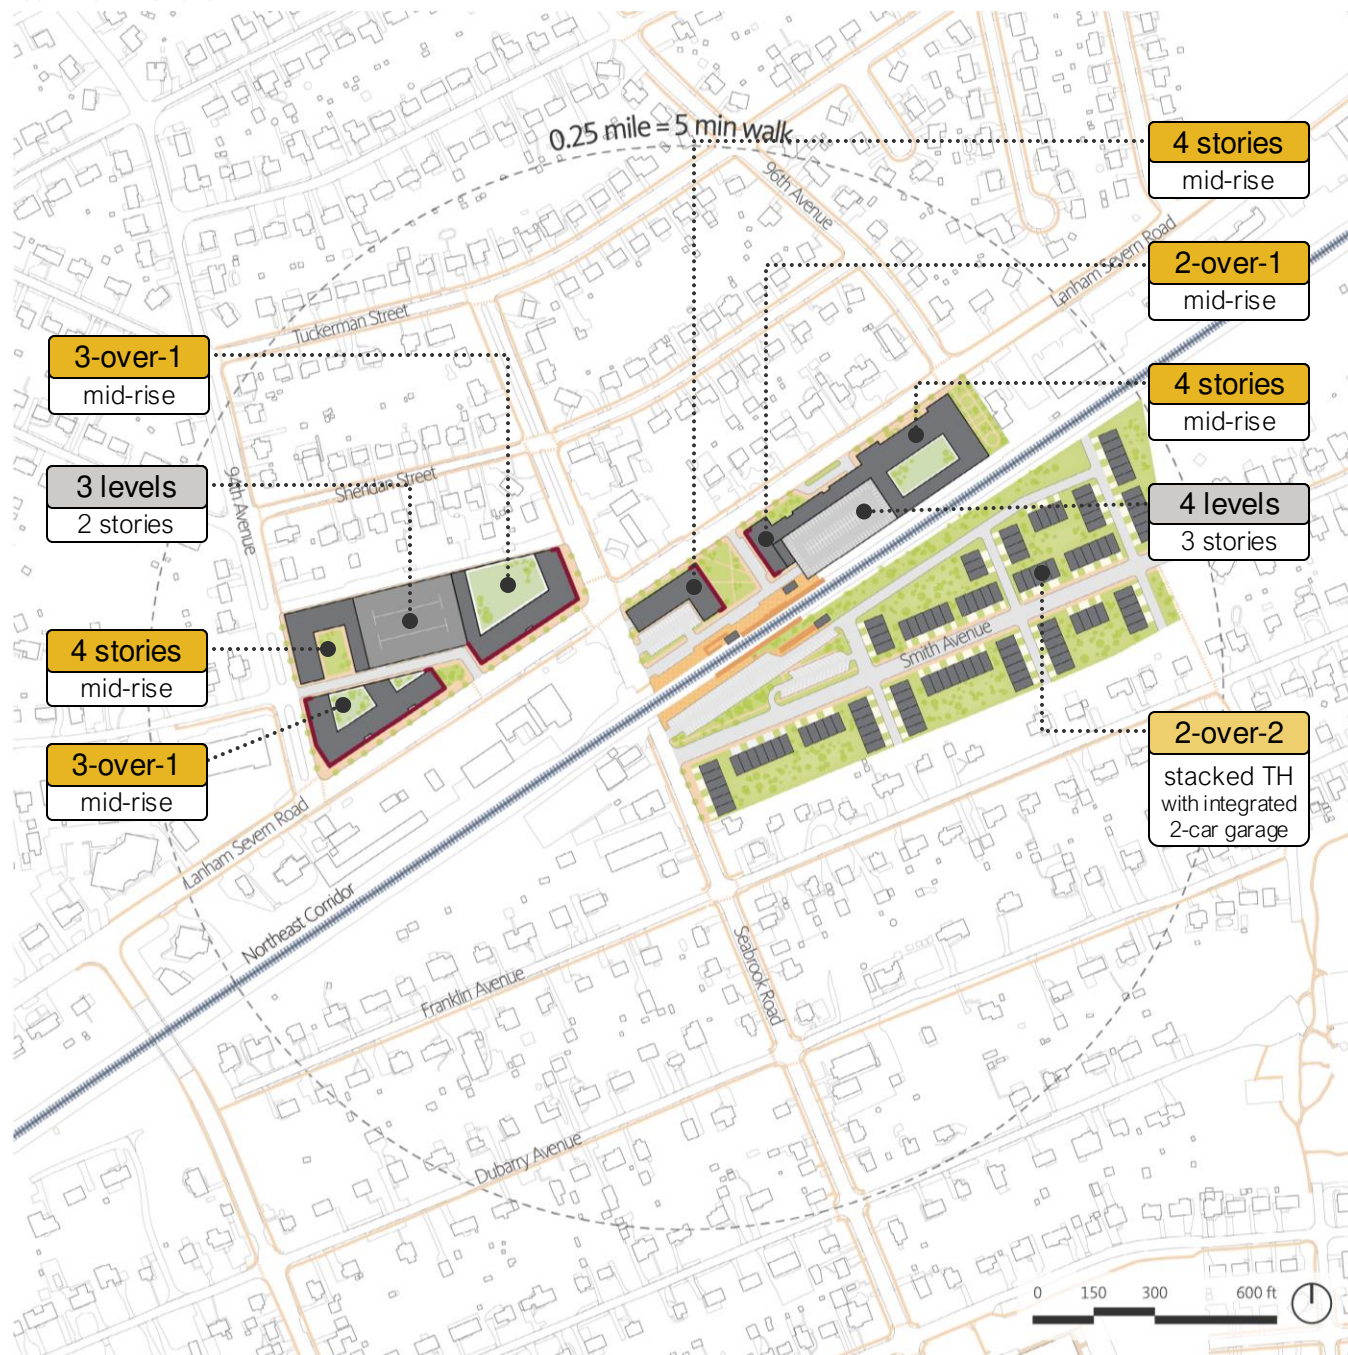 0.25 mile = 5 min walk
4 stories
mid-rise
96th Avenue
Lanham Severn Road
2-over-1
mid-rise
Tuckerman Street
3-over-1
mid-rise
4 stories
mid-rise
3 levels
2 stories
Sheridan Street
94th Avenue
4 levels
3 stories
4 stories
mid-rise
Smith Avenue
3-over-1
mid-rise
2-over-2
stacked TH
with integrated
2-car garage
Lanham Severn Road
Northeast Corridor
Seabrook Road
Franklin Avenue
Dubarry Avenue
0 150 300 600 ft